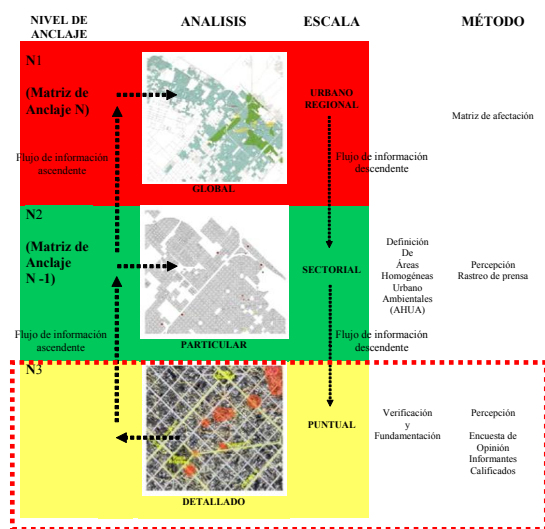 NIVEL DE
ANCLAJE
ANALISIS
ESCALA
MÉTODO
N1
(Matriz de
Anclaje N)
URBANO
REGIONAL
Matriz de afectación
Flujo de información
ascendente
Flujo de información
descendente
GLOBAL
N2
(Matriz de
Anclaje
N -1)
SECTORIAL
Definición
De
Áreas
Homogéneas
Urbano
Ambientales
(AHUA)
Percepción
Rastreo de prensa
Flujo de información
ascendente
Flujo de información
descendente
PARTICULAR
N3
PUNTUAL
Verificación
y
Fundamentación
Percepción
Encuesta de
Opinión
Informantes
Calificados
DETALLADO